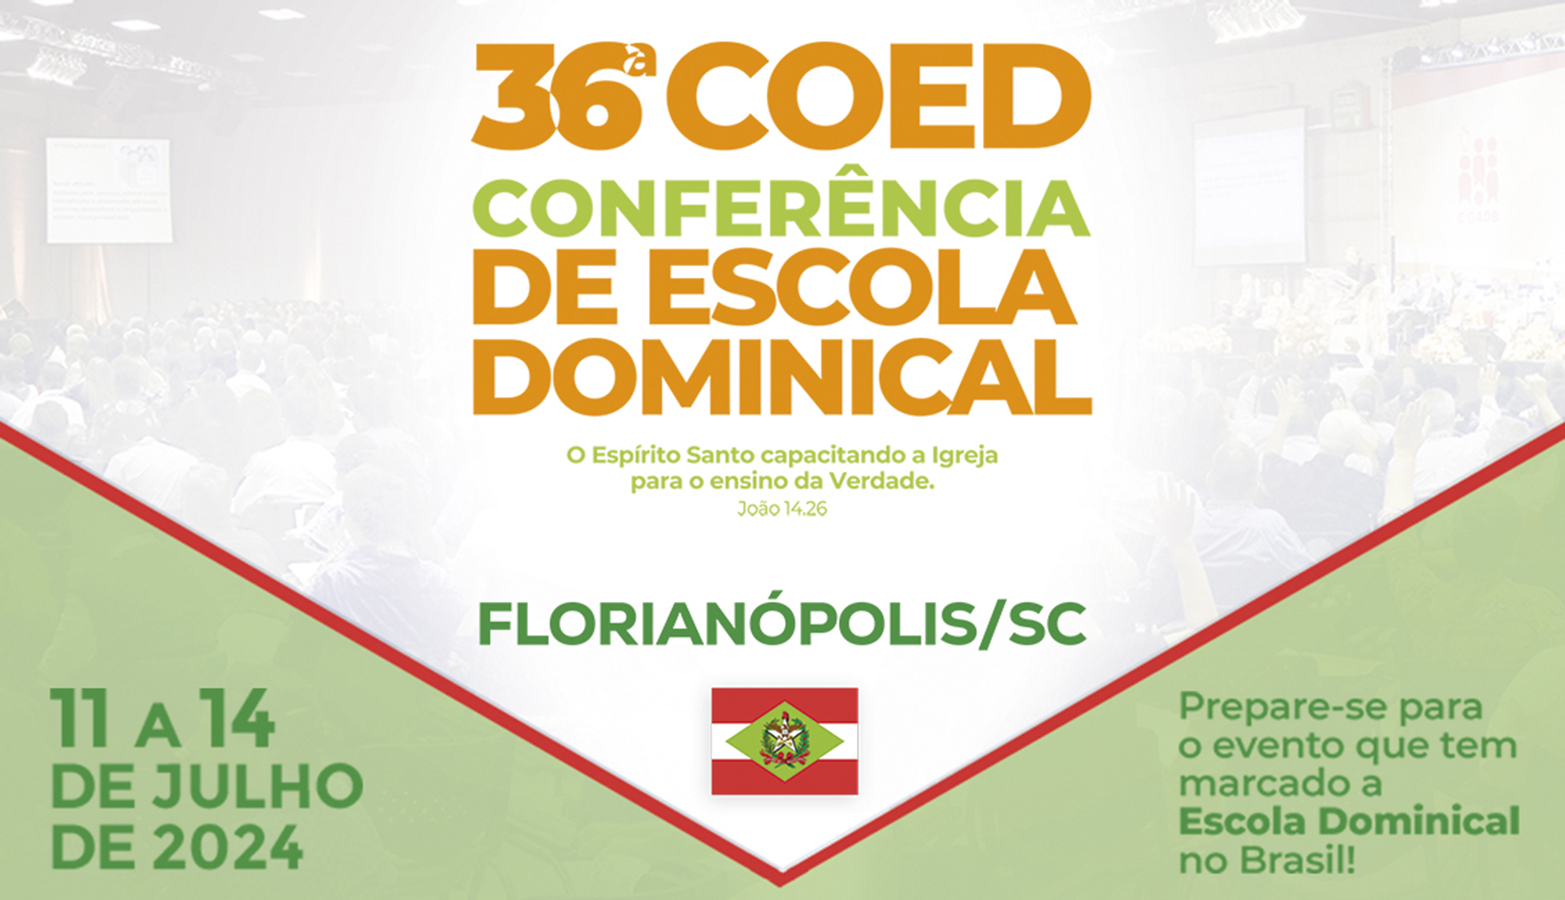 36ª COED
CONFERÊNCIA
DE ESCOLA
DOMINICAL
O Espírito Santo capacitando a Igreja
para o ensino da Verdade.
João 14.26
FLORIANÓPOLIS/SC
11 A 14
DE JULHO
DE 2024
Prepare-se para
o evento que tem
marcado a
Escola Dominical
no Brasil!